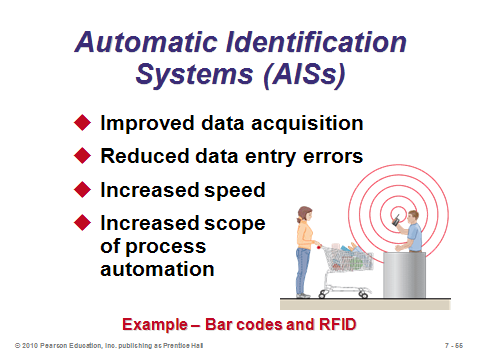 Automatic Identification
Systems (AISs)
Improved data acquisition
Reduced data entry errors
Increased speed
Increased scope
of process
automation
Example – Bar codes and RFID
© 2010 Pearson Education, Inc. publishing as Prentice Hall
7 - 55